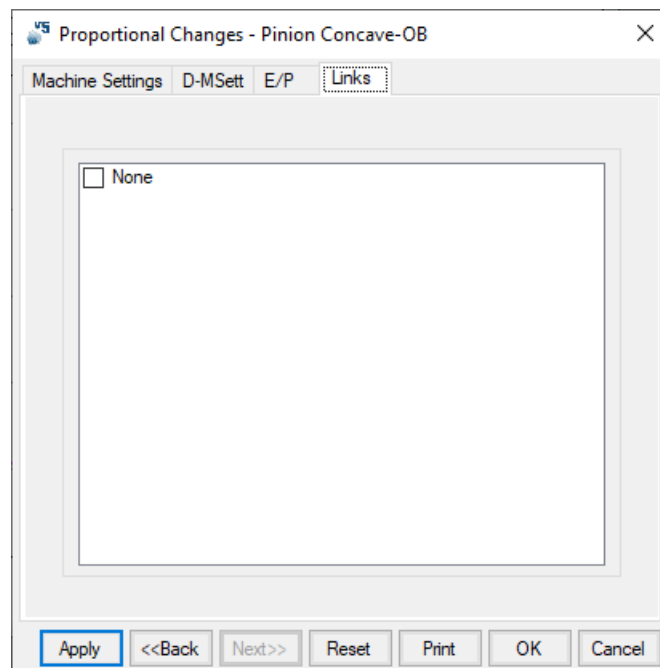 Proportional Changes - Pinion Concave-OB
Machine Settings D-MSett E/P Links
None
Apply <<Back Next>> Reset Print OK Cancel